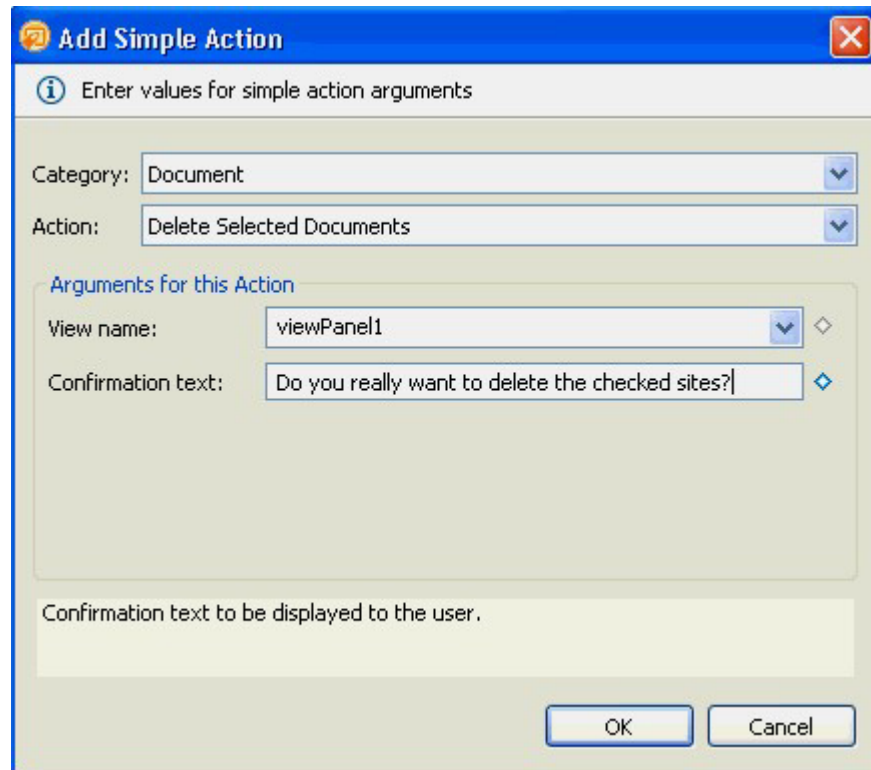 Add Simple Action
Enter values for simple action arguments
Category: Document
Action: Delete Selected Documents
Arguments for this Action
View name: viewPanel1
Confirmation text: Do you really want to delete the checked sites?
Confirmation text to be displayed to the user.
OK Cancel